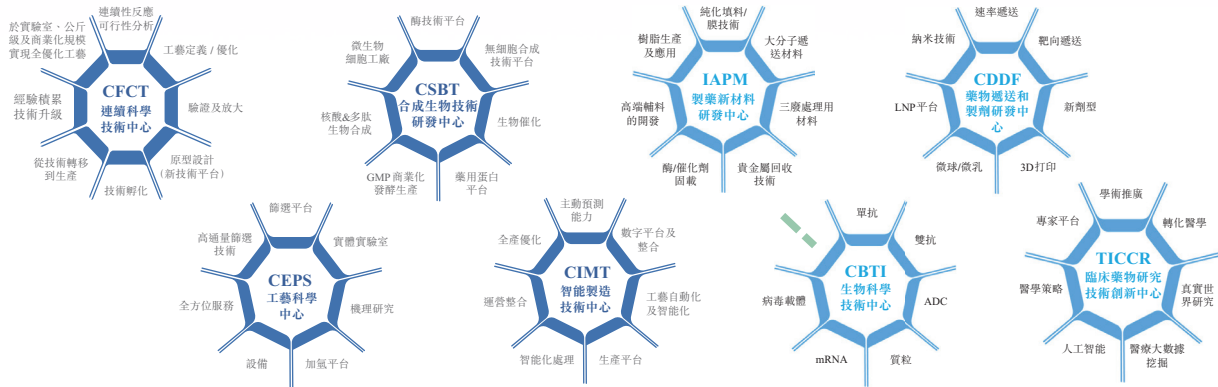 連續性反應
可行性分析
於實驗室、公斤
級及商業化規模
實現全優化工藝
工藝定義 / 優化
CFCT
連續科學
技術中心
經驗積累
技術升級
驗證及放大
從技術轉移
到生產
原型設計
(新技術平台)
技術孵化
酶技術平台
微生物
細胞工廠
無細胞合成
技術平台
CSBT
合成生物技術
研發中心
核酸&多肽
生物合成
生物催化
GMP 商業化
發酵生產
藥用蛋白
平台
純化填料/
膜技術
樹脂生產
及應用
大分子遞
送材料
IAPM
製藥新材料
研發中心
高端輔料
的開發
三廢處理用
材料
酶/催化劑
固載
貴金屬回收
技術
速率遞送
納米技術
靶向遞送
CDDF
藥物遞送和
製劑研發中
心
LNP平台
新劑型
微球/微乳
3D打印
篩選平台
高通量篩選
技術
實體實驗室
CEPS
工藝科學
中心
全方位服務
機理研究
設備
加氫平台
主動預測
能力
全產優化
數字平台及
整合
CIMT
智能製造
技術中心
運營整合
工藝自動化
及智能化
智能化處理
生產平台
單抗
雙抗
CBTI
生物科學
技術中心
病毒載體
ADC
mRNA
質粒
學術推廣
專家平台
轉化醫學
TICCR
臨床藥物研究
技術創新中心
醫學策略
真實世
界研究
人工智能
醫療大數據
挖掘